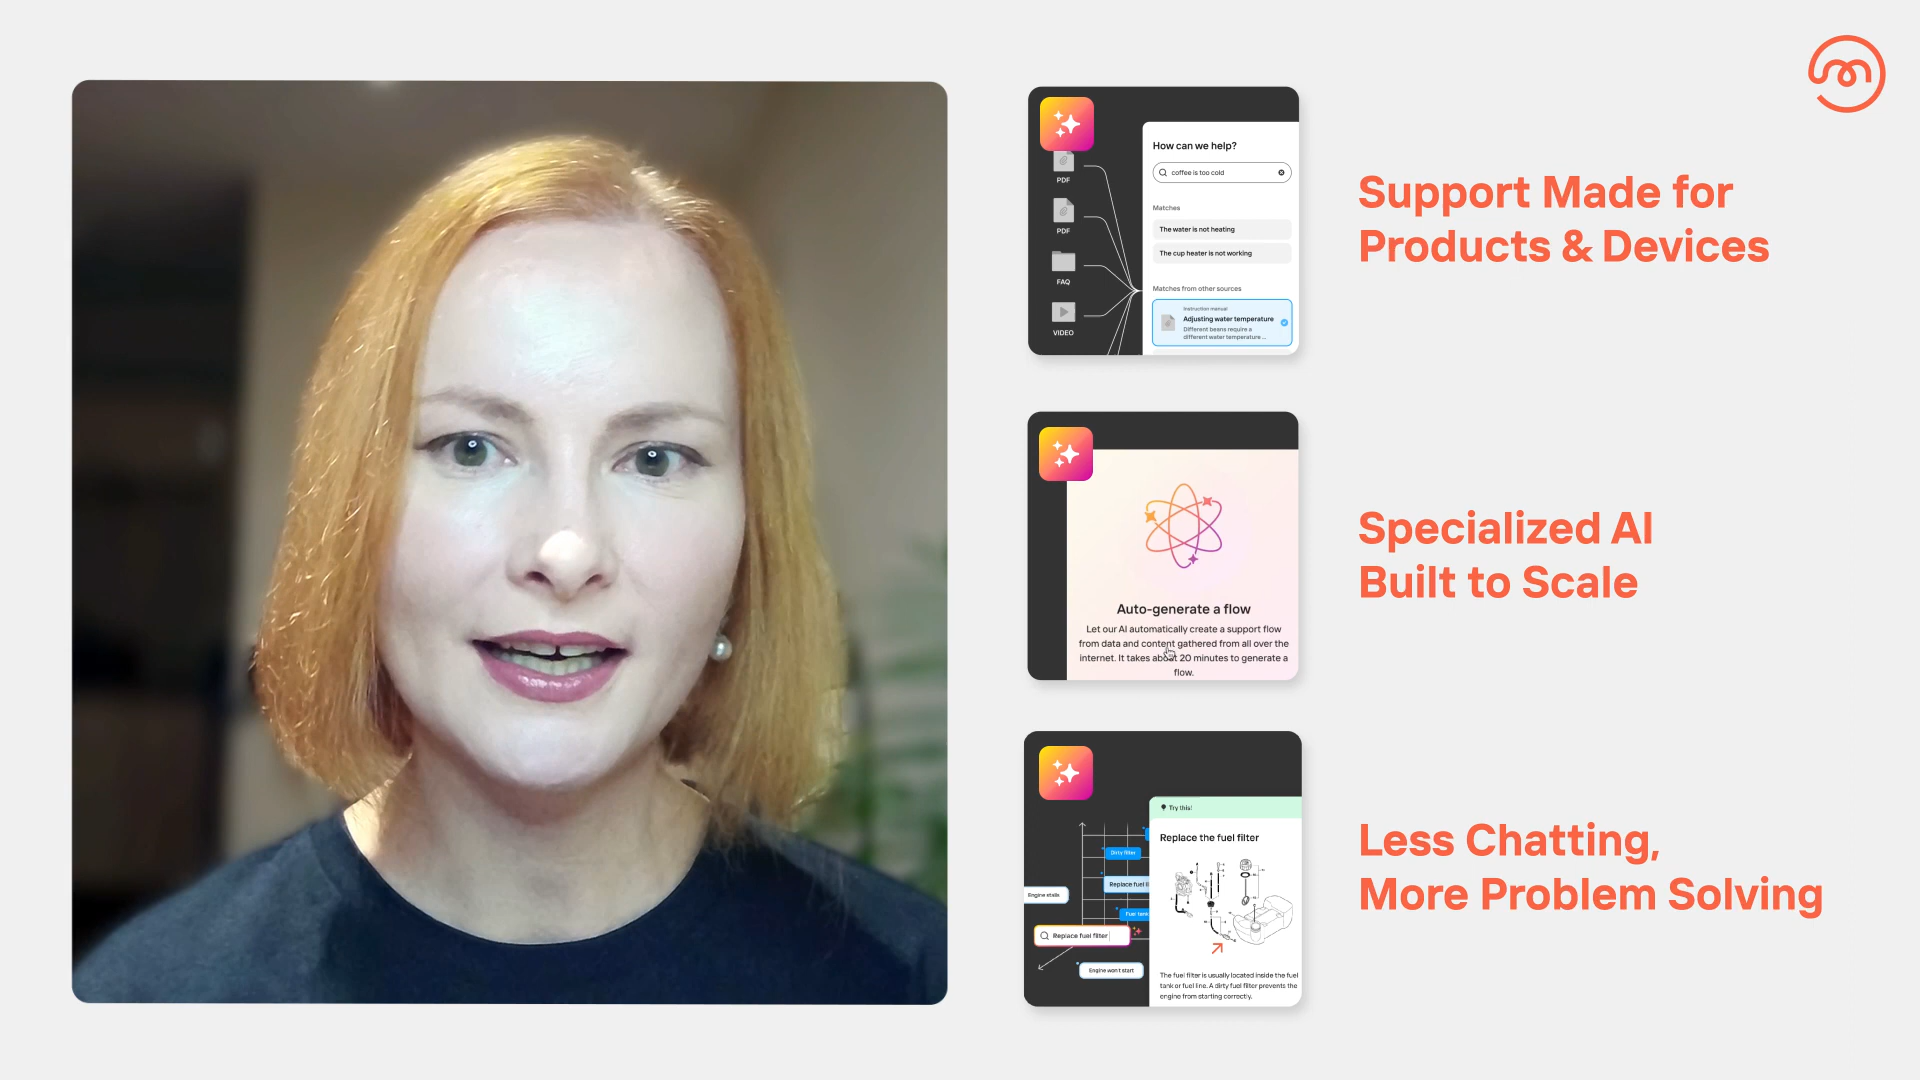 PDF
PDF
FAQ
VIDEO
How can we help?
coffee is too cold
Matches
The water is not heating
The cup heater is not working
Matches from other sources
Instruction manual
Adjusting water temperature
Different beans require a
different water temperature ...
Support Made for
Products & Devices
Auto-generate a flow
Let our AI automatically create a support flow
from data and content gathered from all over the
internet. It takes about 20 minutes to generate a
flow.
Specialized AI
Built to Scale
Dirty filter
Engine stalls
Replace fuel li
Fuel tank
Replace fuel filter
Engine won't start
Try this!
Replace the fuel filter
The fuel filter is usually located inside the fuel
tank or fuel line. A dirty fuel filter prevents the
engine from starting correctly.
Less Chatting,
More Problem Solving